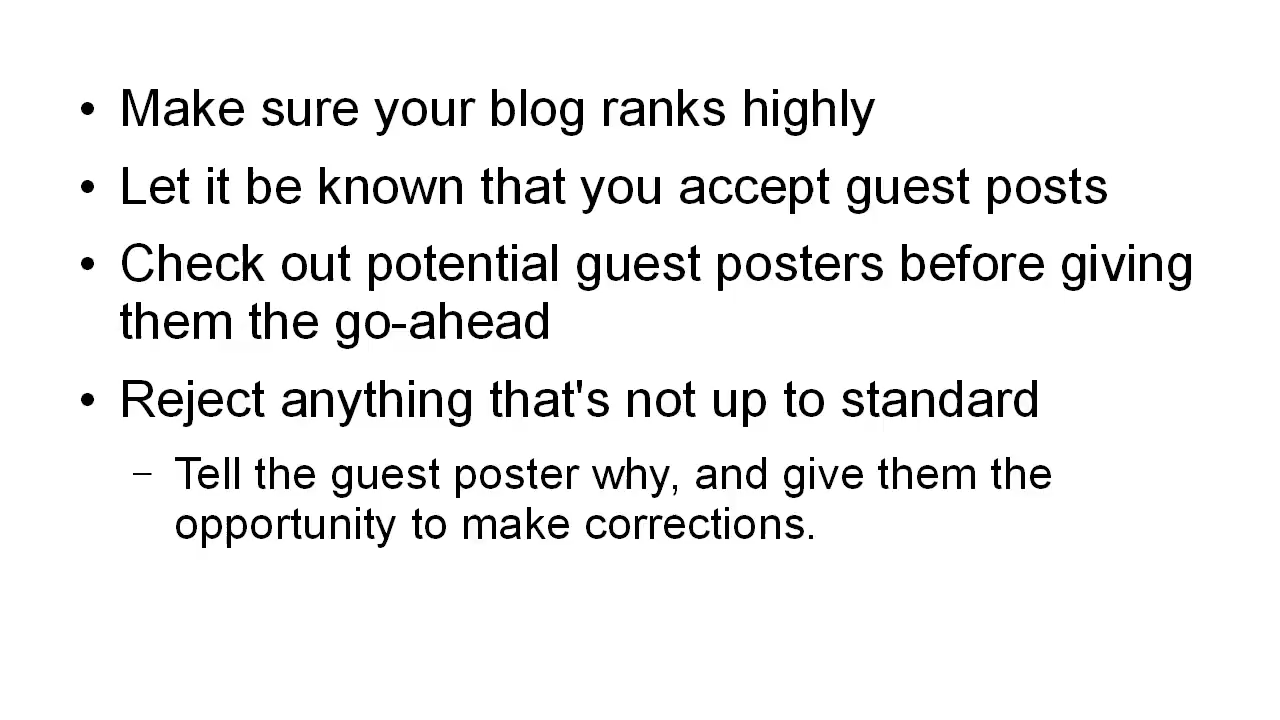 • Make sure your blog ranks highly
• Let it be known that you accept guest posts
• Check out potential guest posters before giving
them the go-ahead
• Reject anything that's not up to standard
– Tell the guest poster why, and give them the
opportunity to make corrections.